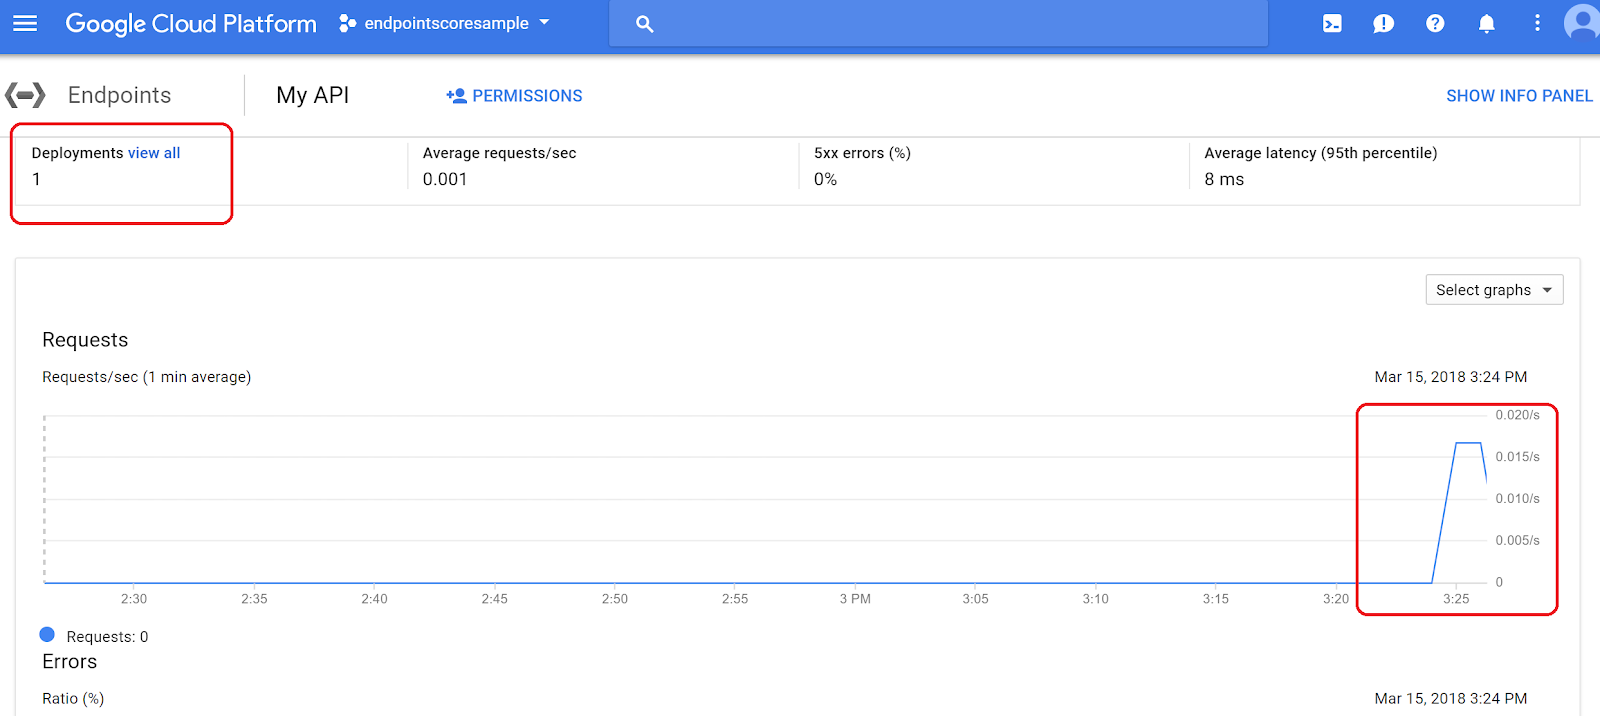 Google Cloud Platform endpointscoresample
Endpoints My API PERMISSIONS SHOW INFO PANEL
Deployments view all Average requests/sec 5xx errors (%) Average latency (95th percentile)
1 0.001 0% 8 ms
Select graphs
Requests
Requests/sec (1 min average) Mar 15, 2018 3:24 PM
0.020/s
0.015/s
0.010/s
0.005/s
0
2:30 2:35 2:40 2:45 2:50 2:55 3 PM 3:05 3:10 3:15 3:20 3:25
Requests: 0
Errors
Ratio (%) Mar 15, 2018 3:24 PM